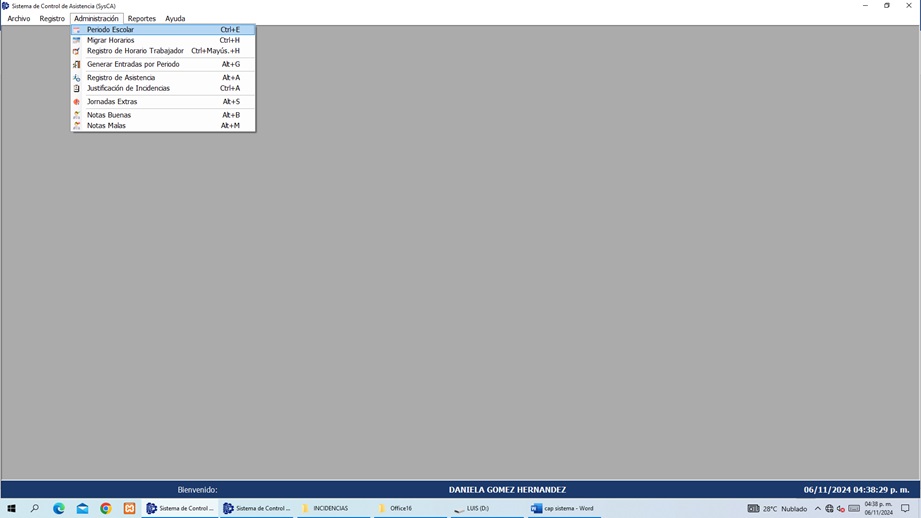 Sistema de Control de Asistencia (SysCA)
Archivo Registro Administración Reportes Ayuda
Periodo Escolar Ctrl+E
Migrar Horarios Ctrl+H
Registro de Horario Trabajador Ctrl+Mayús.+H
Generar Entradas por Periodo Alt+G
Registro de Asistencia Alt+A
Justificación de Incidencias Ctrl+A
Jornadas Extras Alt+S
Notas Buenas Alt+B
Notas Malas Alt+M
Bienvenido: DANIELA GOMEZ HERNANDEZ 06/11/2024 04:38:29 p. m.
Sistema de Control ... Sistema de Control ... INCIDENCIAS Office16 LUIS (D:) cap sistema - Word 28°C Nublado 04:38 p. m.
06/11/2024